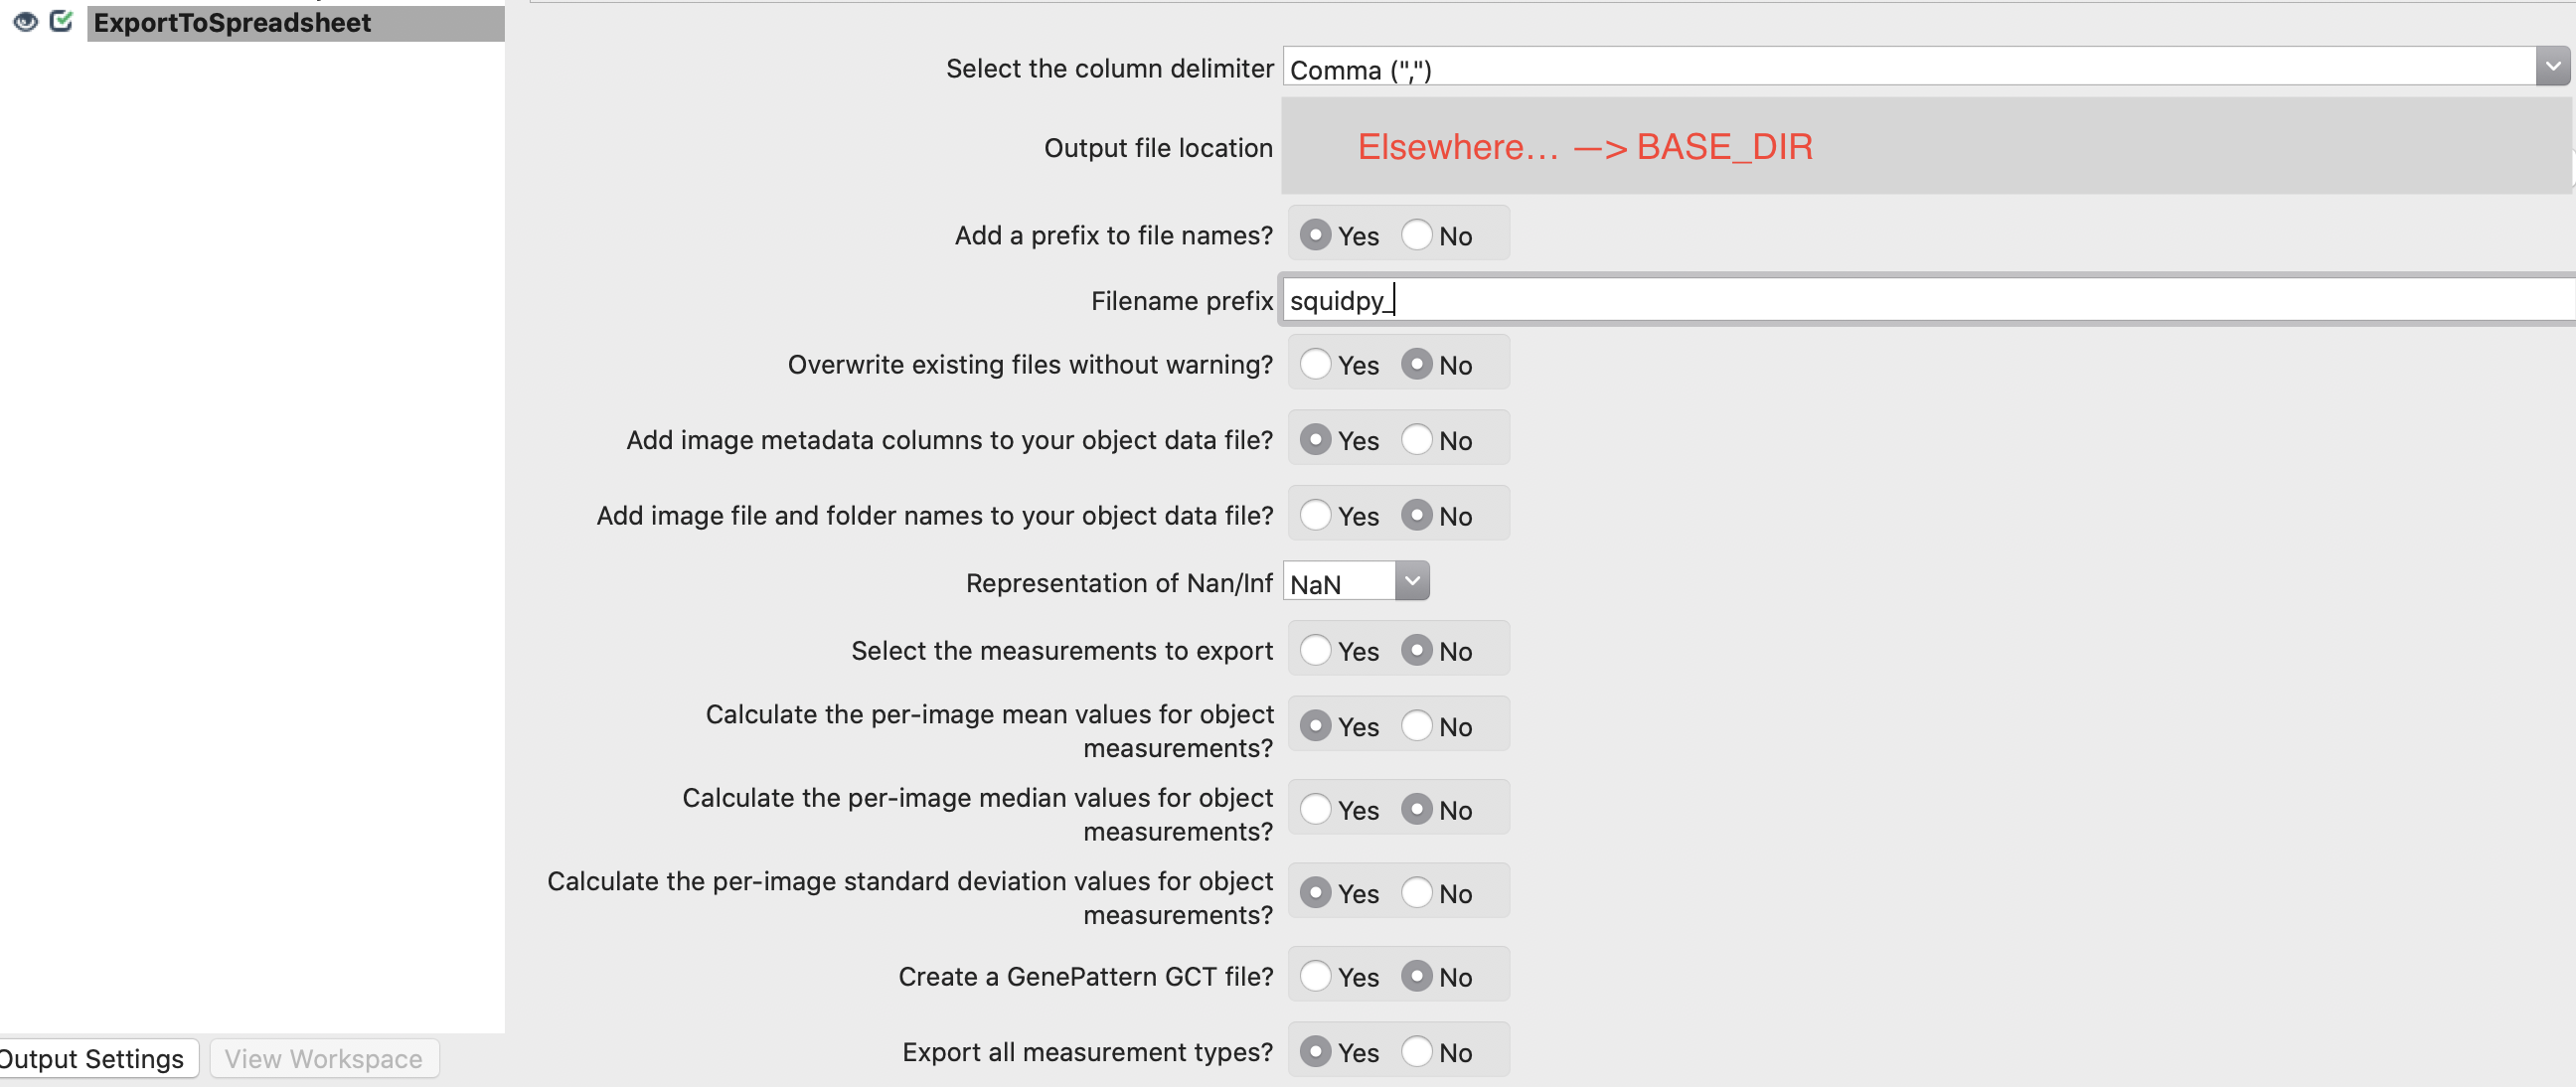 ExportToSpreadsheet
Select the column delimiter Comma (",")
Output file location Elsewhere... —> BASE_DIR
Add a prefix to file names? Yes No
Filename prefix squidpy_
Overwrite existing files without warning? Yes No
Add image metadata columns to your object data file? Yes No
Add image file and folder names to your object data file? Yes No
Representation of Nan/Inf NaN
Select the measurements to export Yes No
Calculate the per-image mean values for object
measurements? Yes No
Calculate the per-image median values for object
measurements? Yes No
Calculate the per-image standard deviation values for object
measurements? Yes No
Create a GenePattern GCT file? Yes No
Export all measurement types? Yes No
Output Settings View Workspace